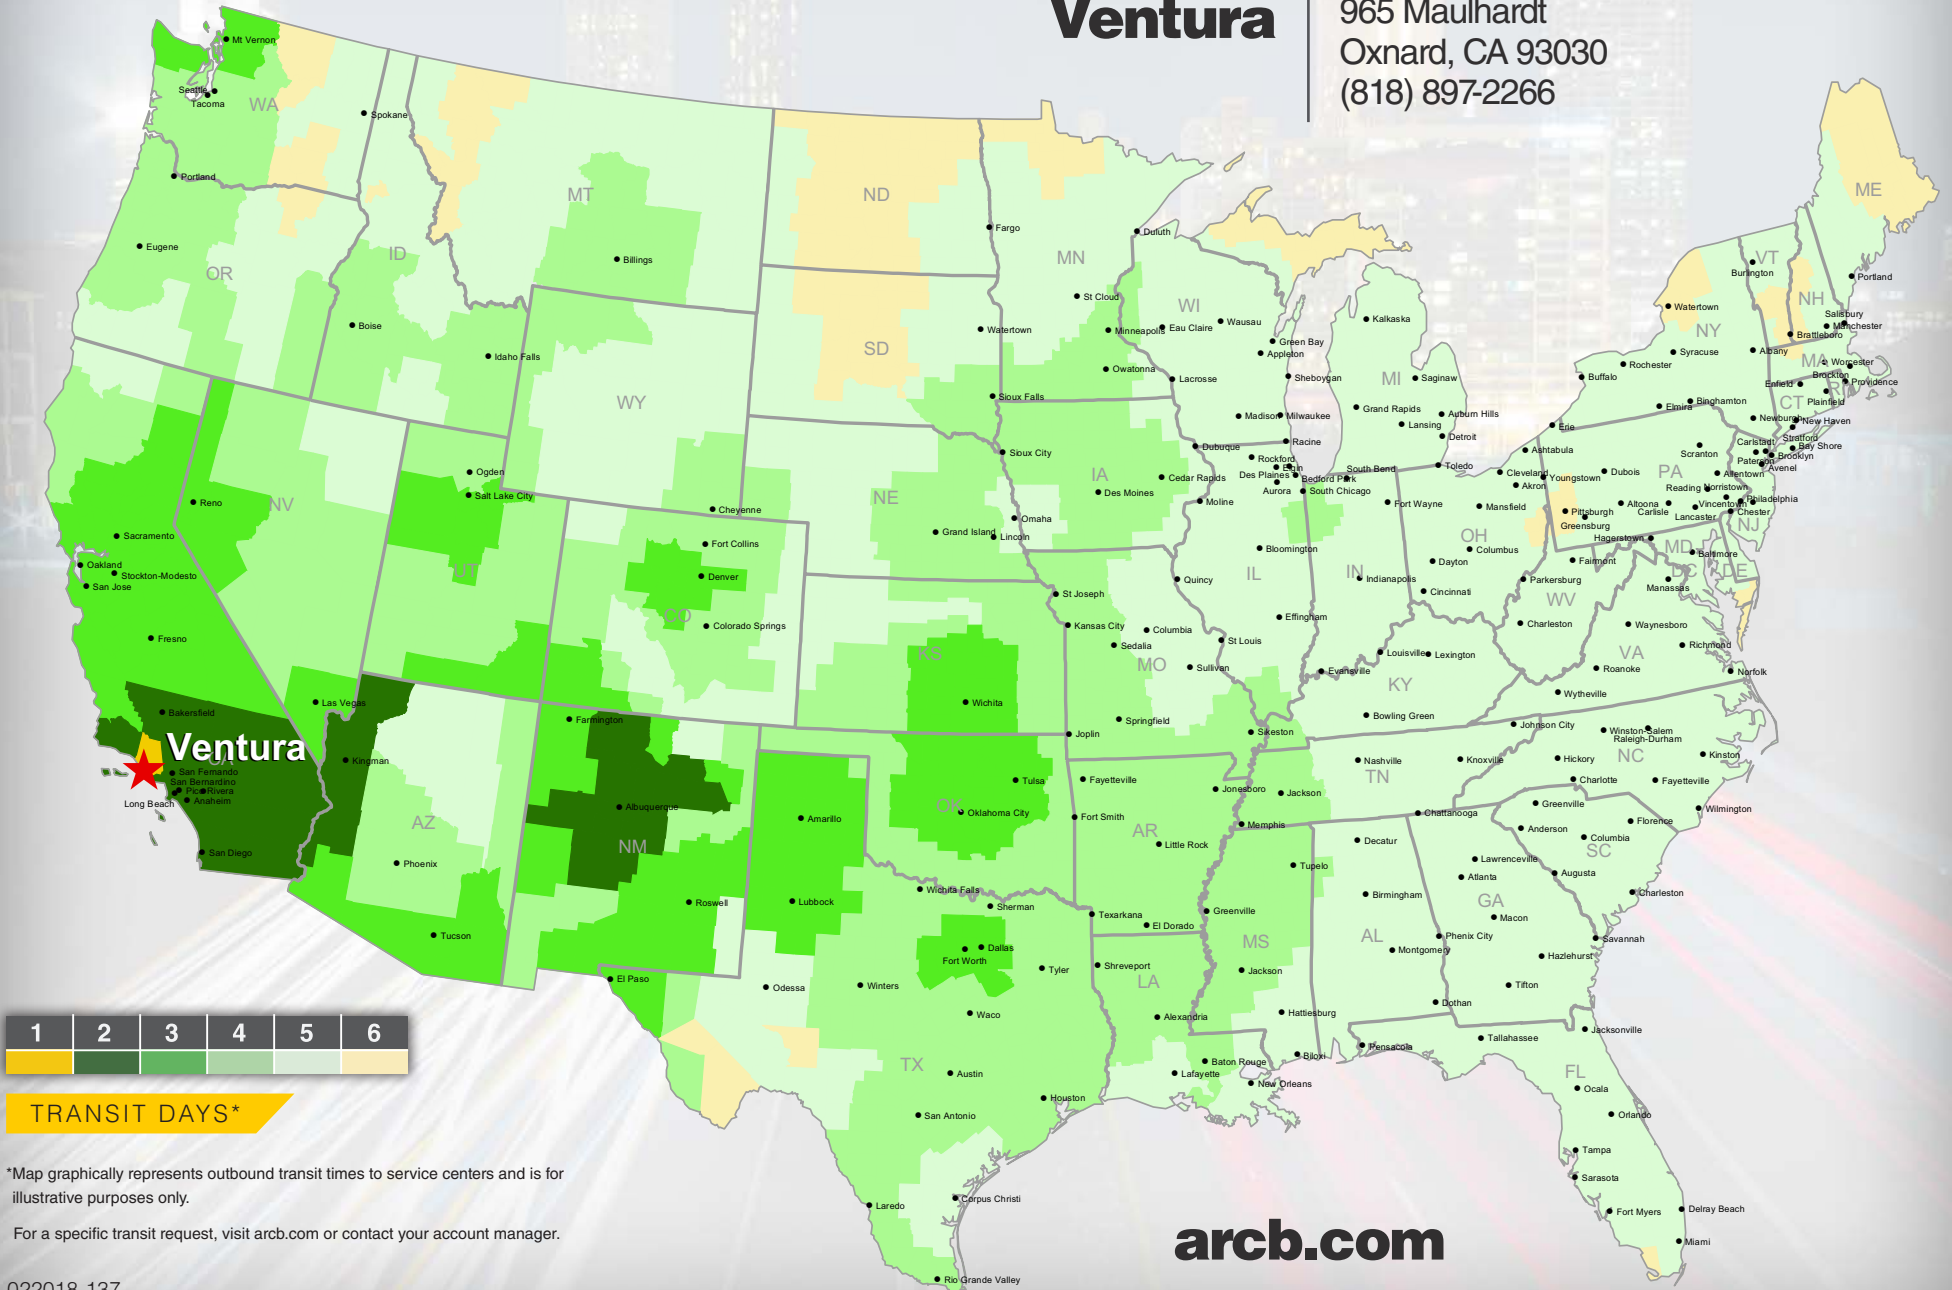 Ventura
965 Maulhardt
Oxnard, CA 93030
(818) 897-2266
Mt Vernon
Seattle
Tacoma
WA
Spokane
Portland
Eugene
OR
ID
Boise
Idaho Falls
MT
Billings
ND
Fargo
SD
Watertown
Sioux Falls
WY
Cheyenne
MN
Duluth
St Cloud
Minneapolis
Owatonna
WI
Eau Claire
Wausau
Green Bay
Appleton
Sheboygan
Lacrosse
Madison
Milwaukee
Racine
MI
Kalkaska
Saginaw
Grand Rapids
Lansing
Auburn Hills
Detroit
ME
Portland
VT
Burlington
NH
Salisbury
Manchester
Brattleboro
NY
Watertown
Syracuse
Rochester
Buffalo
Albany
Elmira
Binghamton
Newburgh
MA
Worcester
Brockton
Providence
RI
Plainfield
Enfield
CT
New Haven
Stratford
Bay Shore
Brooklyn
Carlstadt
Paterson
Avenel
Erie
PA
Scranton
Allentown
Dubois
Reading
Norristown
Philadelphia
Altoona
Carlisle
Vincentown
Lancaster
Chester
Pittsburgh
Greensburg
NJ
Ashtabula
Cleveland
Youngstown
Akron
Toledo
Mansfield
OH
Columbus
Dayton
Cincinnati
Hagerstown
MD
Baltimore
DC
DE
Manassas
Fairmont
Parkersburg
WV
Charleston
Waynesboro
VA
Richmond
Roanoke
Norfolk
Wytheville
South Bend
Fort Wayne
IN
Indianapolis
Evansville
Dubuque
Rockford
Elgin
Des Plaines
Bedford Park
Aurora
South Chicago
Moline
Bloomington
IL
Quincy
Effingham
Sioux City
IA
Cedar Rapids
Des Moines
NE
Grand Island
Omaha
Lincoln
St Joseph
Kansas City
Columbia
Sedalia
MO
Sullivan
St Louis
Springfield
Joplin
Sikeston
KS
Wichita
Louisville
Lexington
KY
Bowling Green
Reno
NV
Las Vegas
Ogden
Salt Lake City
UT
Fort Collins
Denver
CO
Colorado Springs
Sacramento
Oakland
Stockton-Modesto
San Jose
Fresno
Bakersfield
Ventura
CA
San Fernando
San Bernardino
Pico Rivera
Long Beach
Anaheim
San Diego
Kingman
AZ
Phoenix
Tucson
Farmington
Albuquerque
NM
Roswell
El Paso
Amarillo
Lubbock
Odessa
Tulsa
OK
Oklahoma City
Wichita Falls
Sherman
Dallas
Fort Worth
Tyler
Winters
Waco
TX
Austin
Houston
San Antonio
Corpus Christi
Laredo
Rio Grande Valley
Fayetteville
Jonesboro
Fort Smith
AR
Little Rock
Texarkana
El Dorado
Shreveport
LA
Alexandria
Baton Rouge
Lafayette
New Orleans
Greenville
MS
Jackson
Tupelo
Hattiesburg
Biloxi
Nashville
TN
Knoxville
Johnson City
Jackson
Memphis
Chattanooga
Decatur
Birmingham
AL
Montgomery
Dothan
Winston-Salem
Raleigh-Durham
NC
Hickory
Charlotte
Fayetteville
Kinston
Wilmington
Greenville
Anderson
Florence
Columbia
SC
Charleston
Lawrenceville
Atlanta
Augusta
GA
Macon
Phenix City
Savannah
Hazlehurst
Tifton
Pensacola
Tallahassee
Jacksonville
FL
Ocala
Orlando
Tampa
Sarasota
Fort Myers
Delray Beach
Miami
1 2 3 4 5 6
TRANSIT DAYS*
*Map graphically represents outbound transit times to service centers and is for
illustrative purposes only.
For a specific transit request, visit arcb.com or contact your account manager.
arcb.com
022018-137